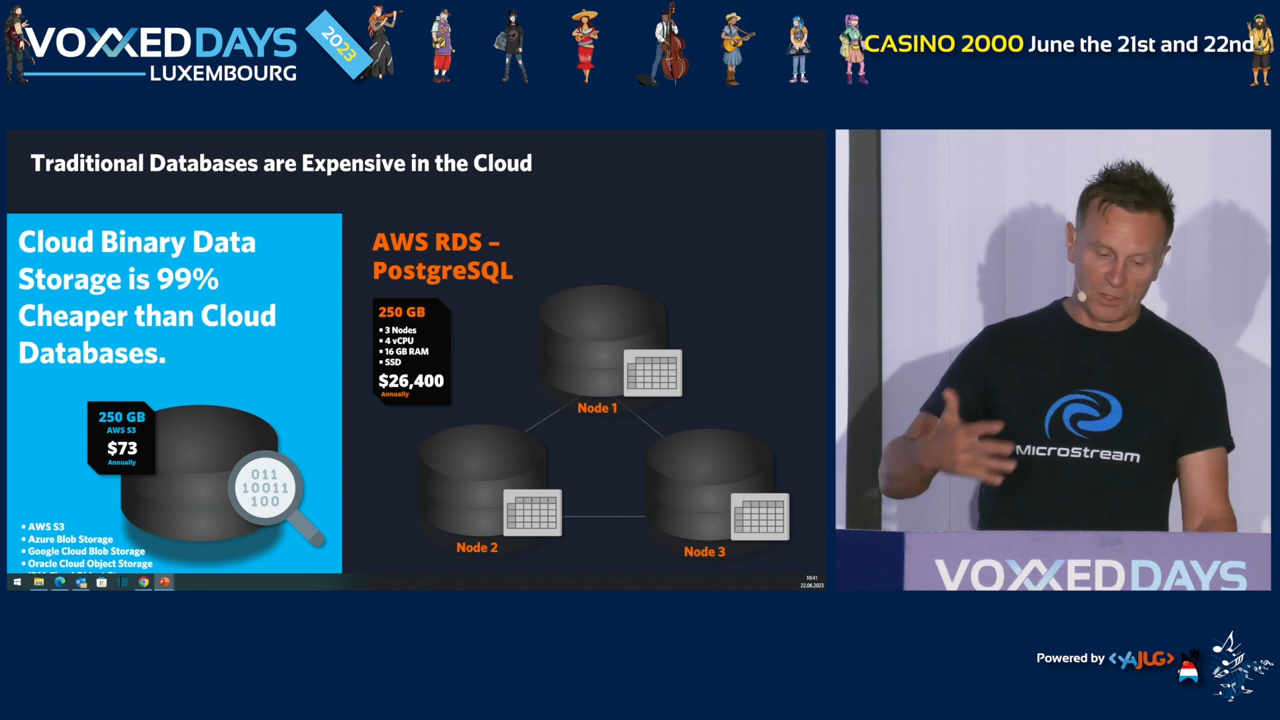 VOXXEDDAYS
LUXEMBOURG
2023
CASINO 2000 June the 21st and 22nd
Traditional Databases are Expensive in the Cloud
Cloud Binary Data
Storage is 99%
Cheaper than Cloud
Databases.
250 GB
AWS S3
$73
Annually
011
10011
100
▪ AWS S3
▪ Azure Blob Storage
▪ Google Cloud Blob Storage
▪ Oracle Cloud Object Storage
AWS RDS –
PostgreSQL
250 GB
▪ 3 Nodes
▪ 4 vCPU
▪ 16 GB RAM
▪ SSD
$26,400
Annually
Node 1
Node 2
Node 3
10:41
22.06.2023
MICROSTREAM
VOXXEDDAYS
Powered by <YAJUG>